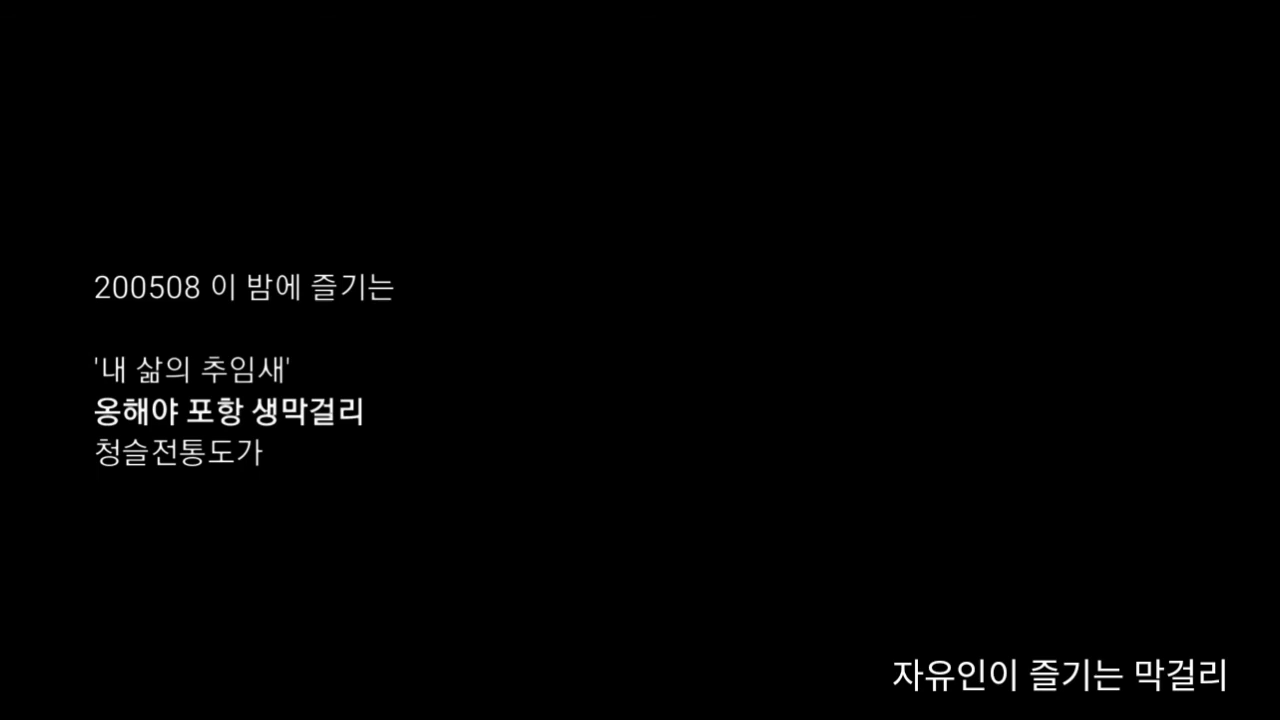 200508 이 밤에 즐기는
'내 삶의 추임새'
옹해야 포항 생막걸리
청슬전통도가
자유인이 즐기는 막걸리